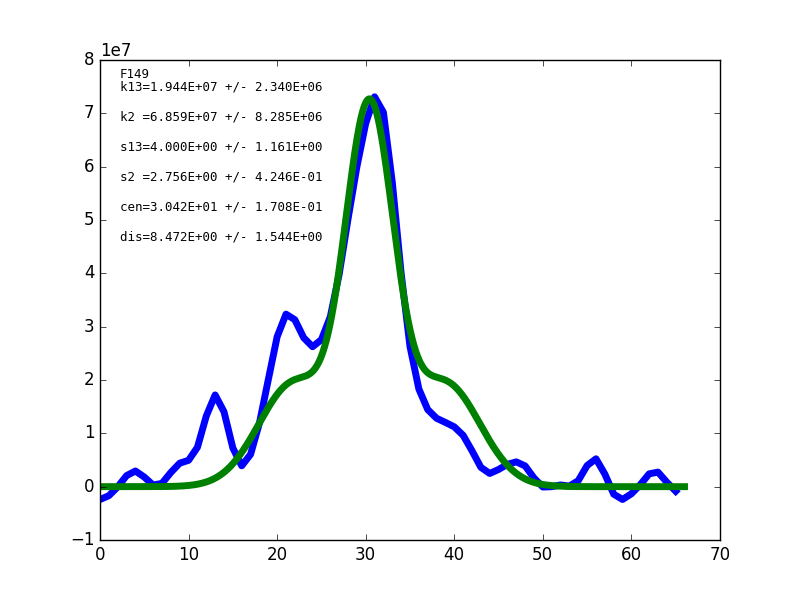 1e7
F149
k13=1.944E+07 +/- 2.340E+06
k2 =6.859E+07 +/- 8.285E+06
s13=4.000E+00 +/- 1.161E+00
s2 =2.756E+00 +/- 4.246E-01
cen=3.042E+01 +/- 1.708E-01
dis=8.472E+00 +/- 1.544E+00
8
7
6
5
4
3
2
1
0
−1
0 10 20 30 40 50 60 70